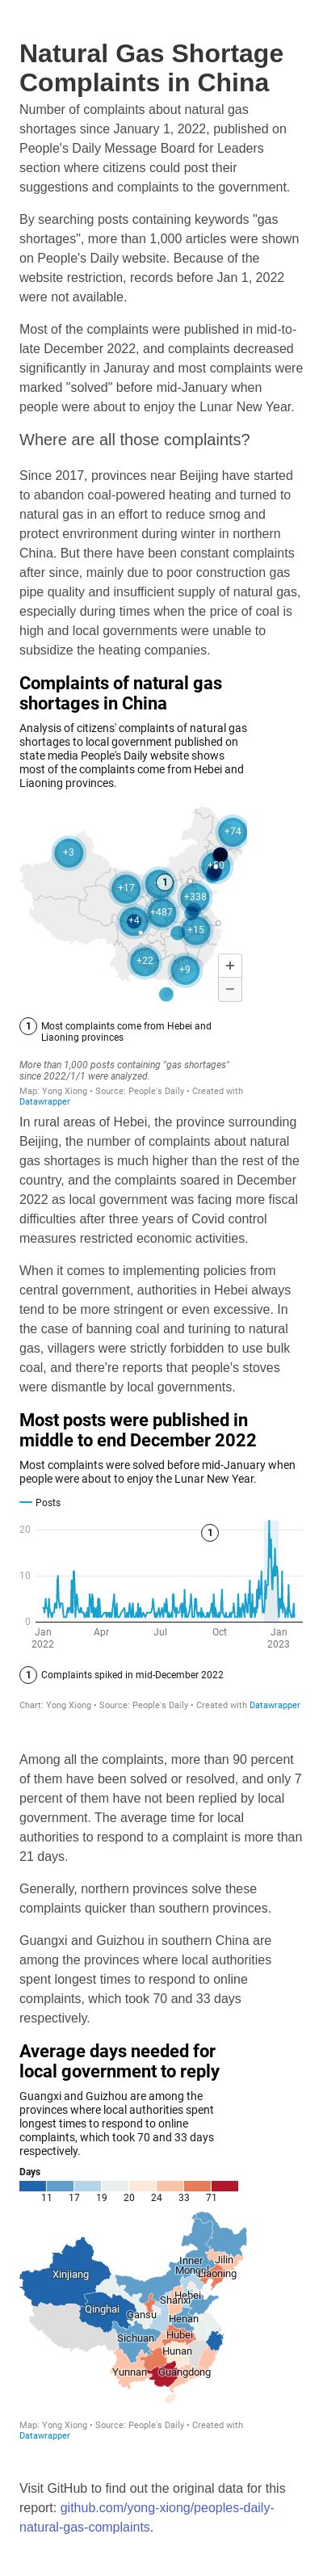 Natural Gas Shortage
Complaints in China
Number of complaints about natural gas
shortages since January 1, 2022, published on
People's Daily Message Board for Leaders
section where citizens could post their
suggestions and complaints to the government.
By searching posts containing keywords "gas
shortages", more than 1,000 articles were shown
on People's Daily website. Because of the
website restriction, records before Jan 1, 2022
were not available.
Most of the complaints were published in mid-to-
late December 2022, and complaints decreased
significantly in Januray and most complaints were
marked "solved" before mid-January when
people were about to enjoy the Lunar New Year.
Where are all those complaints?
Since 2017, provinces near Beijing have started
to abandon coal-powered heating and turned to
natural gas in an effort to reduce smog and
protect envrironment during winter in northern
China. But there have been constant complaints
after since, mainly due to poor construction gas
pipe quality and insufficient supply of natural gas,
especially during times when the price of coal is
high and local governments were unable to
subsidize the heating companies.
Complaints of natural gas
shortages in China
Analysis of citizens' complaints of natural gas
shortages to local government published on
state media People's Daily website shows
most of the complaints come from Hebei and
Liaoning provinces.
+74
+3
1
+17
+338
+487
+4
+15
+22
+9
+
−
1 Most complaints come from Hebei and
Liaoning provinces
More than 1,000 posts containing "gas shortages"
since 2022/1/1 were analyzed.
Map: Yong Xiong • Source: People's Daily • Created with
Datawrapper
In rural areas of Hebei, the province surrounding
Beijing, the number of complaints about natural
gas shortages is much higher than the rest of the
country, and the complaints soared in December
2022 as local government was facing more fiscal
difficulties after three years of Covid control
measures restricted economic activities.
When it comes to implementing policies from
central government, authorities in Hebei always
tend to be more stringent or even excessive. In
the case of banning coal and turining to natural
gas, villagers were strictly forbidden to use bulk
coal, and there're reports that people's stoves
were dismantle by local governments.
Most posts were published in
middle to end December 2022
Most complaints were solved before mid-January when
people were about to enjoy the Lunar New Year.
Posts
20
1
10
0
Jan Apr Jul Oct Jan
2022 2023
1 Complaints spiked in mid-December 2022
Chart: Yong Xiong • Source: People's Daily • Created with Datawrapper
Among all the complaints, more than 90 percent
of them have been solved or resolved, and only 7
percent of them have not been replied by local
government. The average time for local
authorities to respond to a complaint is more than
21 days.
Generally, northern provinces solve these
complaints quicker than southern provinces.
Guangxi and Guizhou in southern China are
among the provinces where local authorities
spent longest times to respond to online
complaints, which took 70 and 33 days
respectively.
Average days needed for
local government to reply
Guangxi and Guizhou are among the
provinces where local authorities spent
longest times to respond to online
complaints, which took 70 and 33 days
respectively.
Days
11 17 19 20 24 33 71
Inner
Mongol
Jilin
Liaoning
Xinjiang
Hebei
Shanxi
Qinghai
Gansu
Henan
Sichuan
Hubei
Hunan
Yunnan
Guangdong
Map: Yong Xiong • Source: People's Daily • Created with
Datawrapper
Visit GitHub to find out the original data for this
report: github.com/yong-xiong/peoples-daily-
natural-gas-complaints.